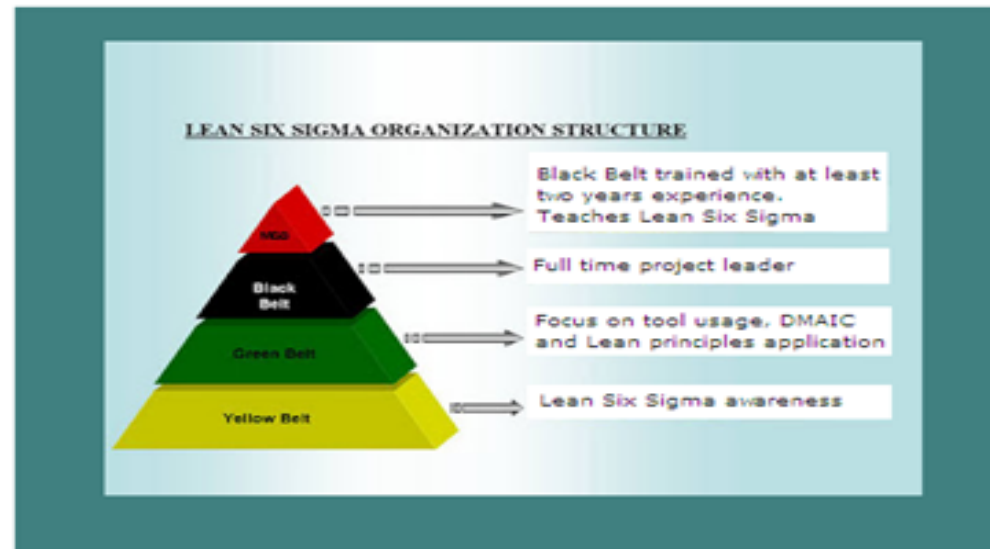 LEAN SIX SIGMA ORGANIZATION STRUCTURE
Black Belt trained with at least
two years experience.
Teaches Lean Six Sigma
Full time project leader
Black
Belt
Focus on tool usage, DMAIC
and Lean principles application
Green Belt
Lean Six Sigma awareness
Yellow Belt